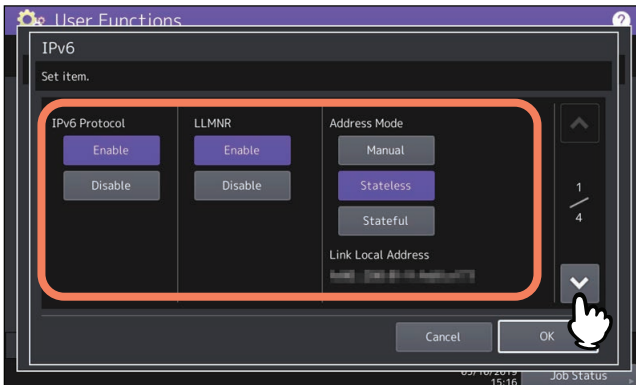 User Functions
?
IPv6
Set item.
IPv6 Protocol
Enable
Disable
LLMNR
Enable
Disable
Address Mode
Manual
Stateless
Stateful
Link Local Address
1
4
Cancel
OK
15:16
Job Status